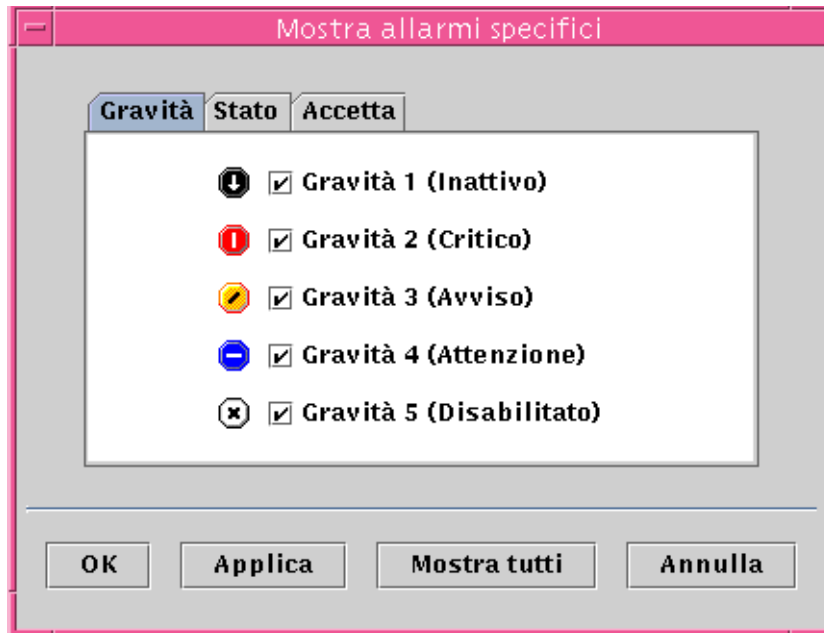 Mostra allarmi specifici
Gravità Stato Accetta
Gravità 1 (Inattivo)
Gravità 2 (Critico)
Gravità 3 (Avviso)
Gravità 4 (Attenzione)
Gravità 5 (Disabilitato)
OK Applica Mostra tutti Annulla